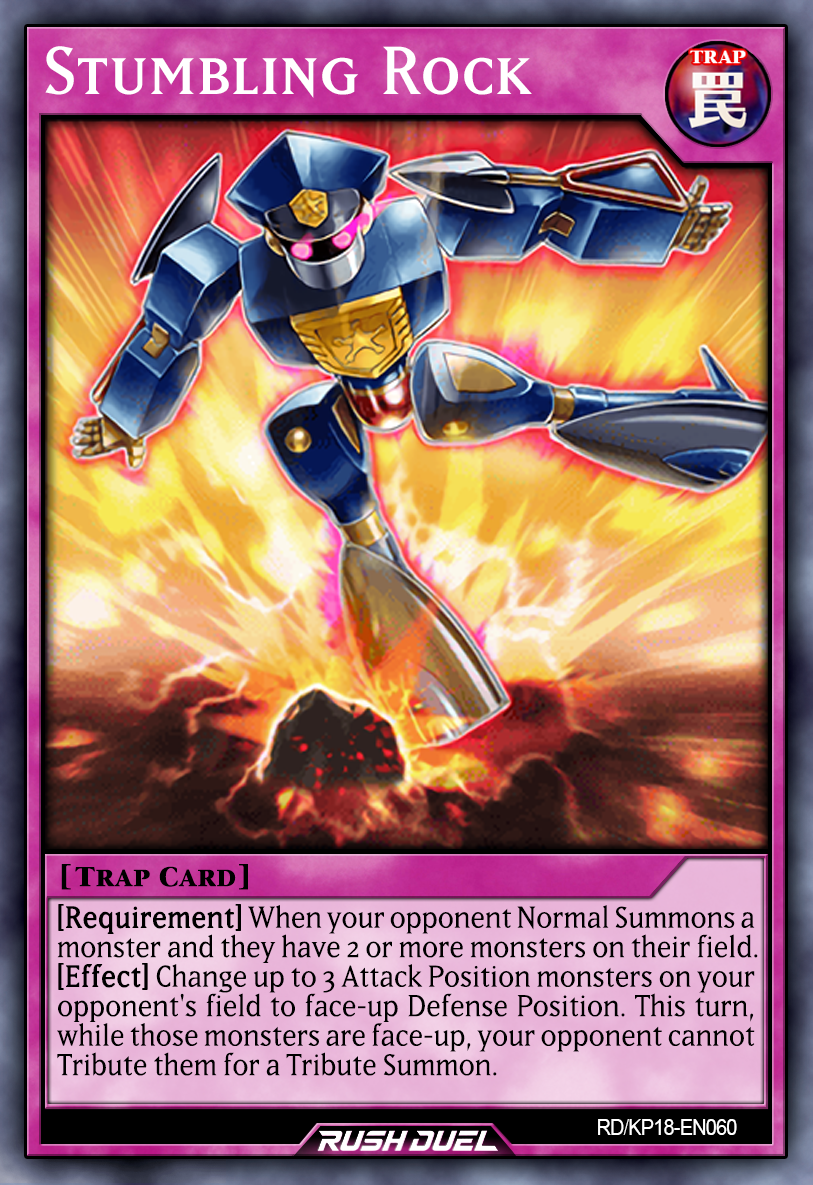 Stumbling Rock
TRAP
罠
[Trap Card]
[Requirement] When your opponent Normal Summons a
monster and they have 2 or more monsters on their field.
[Effect] Change up to 3 Attack Position monsters on your
opponent's field to face-up Defense Position. This turn,
while those monsters are face-up, your opponent cannot
Tribute them for a Tribute Summon.
RD/KP18-EN060
RUSH DUEL